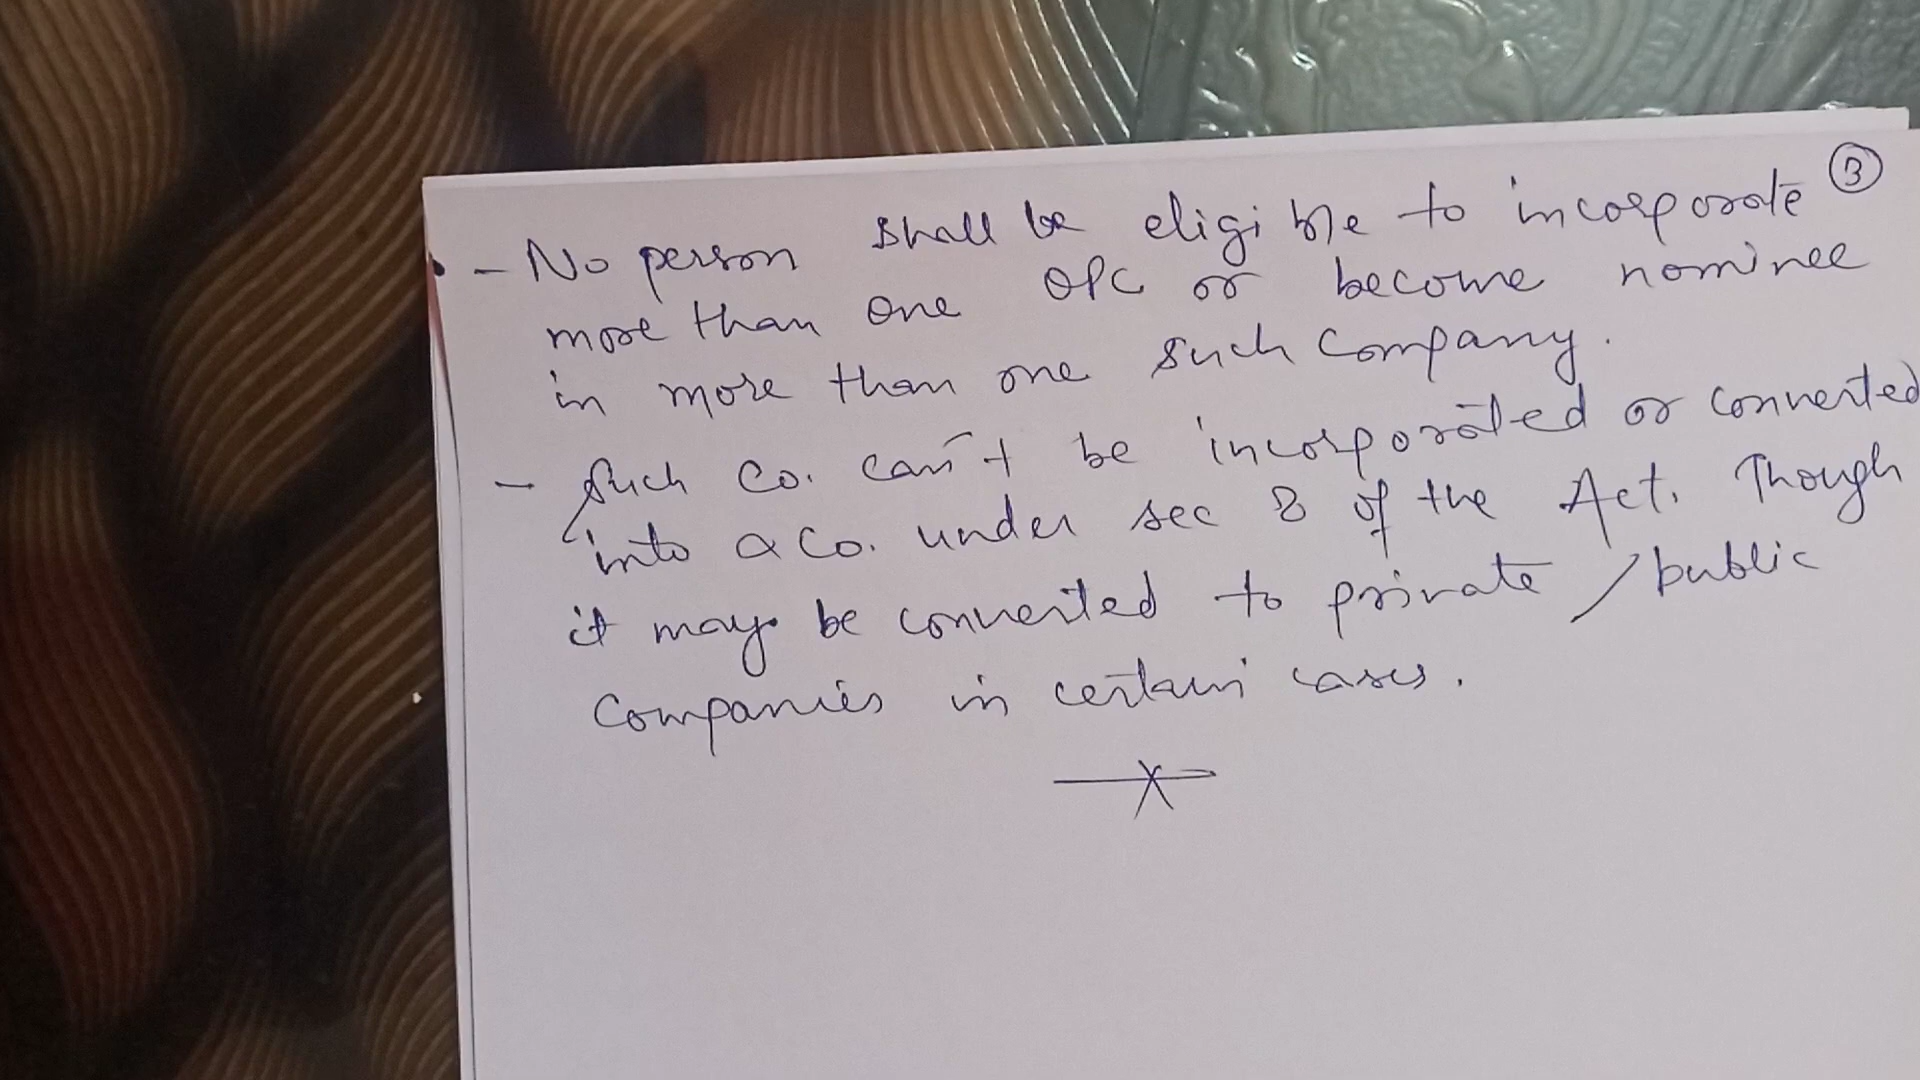 ③
- No person shall be eligible to incorporate
more than one OPC or become nominee
in more than one such company.
- Such Co. can't be incorporated or converted
into a Co. under sec 8 of the Act. Though
it may be converted to private / public
Companies in certain cases.